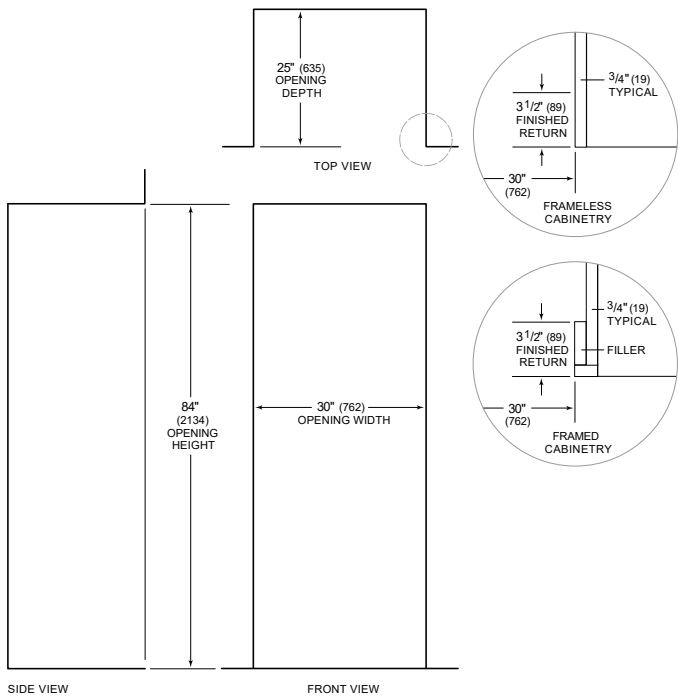 25" (635)
OPENING
DEPTH
TOP VIEW
3/4" (19)
TYPICAL
3 1/2" (89)
FINISHED
RETURN
30"
(762)
FRAMELESS
CABINETRY
3/4" (19)
TYPICAL
3 1/2" (89)
FINISHED
RETURN
FILLER
30"
(762)
FRAMED
CABINETRY
84"
(2134)
OPENING
HEIGHT
30" (762)
OPENING WIDTH
SIDE VIEW
FRONT VIEW